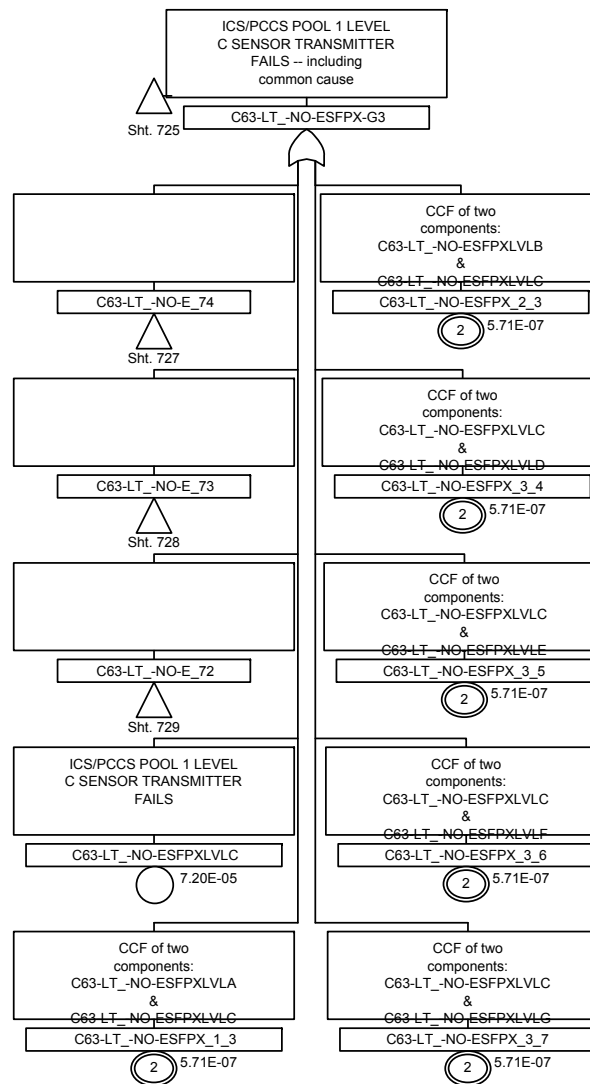 ICS/PCCS POOL 1 LEVEL
C SENSOR TRANSMITTER
FAILS -- including
common cause
C63-LT_-NO-ESFPX-G3
Sht. 725
C63-LT_-NO-E_74
Sht. 727
CCF of two
components:
C63-LT_-NO-ESFPXLVLB
&
C63-LT_-NO-ESFPXLVLC
C63-LT_-NO-ESFPX_2_3
2
5.71E-07
C63-LT_-NO-E_73
Sht. 728
CCF of two
components:
C63-LT_-NO-ESFPXLVLC
&
C63-LT_-NO-ESFPXLVLD
C63-LT_-NO-ESFPX_3_4
2
5.71E-07
C63-LT_-NO-E_72
Sht. 729
CCF of two
components:
C63-LT_-NO-ESFPXLVLC
&
C63-LT_-NO-ESFPXLVLE
C63-LT_-NO-ESFPX_3_5
2
5.71E-07
ICS/PCCS POOL 1 LEVEL
C SENSOR TRANSMITTER
FAILS
C63-LT_-NO-ESFPXLVLC
7.20E-05
CCF of two
components:
C63-LT_-NO-ESFPXLVLC
&
C63-LT_-NO-ESFPXLVLF
C63-LT_-NO-ESFPX_3_6
2
5.71E-07
CCF of two
components:
C63-LT_-NO-ESFPXLVLA
&
C63-LT_-NO-ESFPXLVLC
C63-LT_-NO-ESFPX_1_3
2
5.71E-07
CCF of two
components:
C63-LT_-NO-ESFPXLVLC
&
C63-LT_-NO-ESFPXLVLG
C63-LT_-NO-ESFPX_3_7
2
5.71E-07